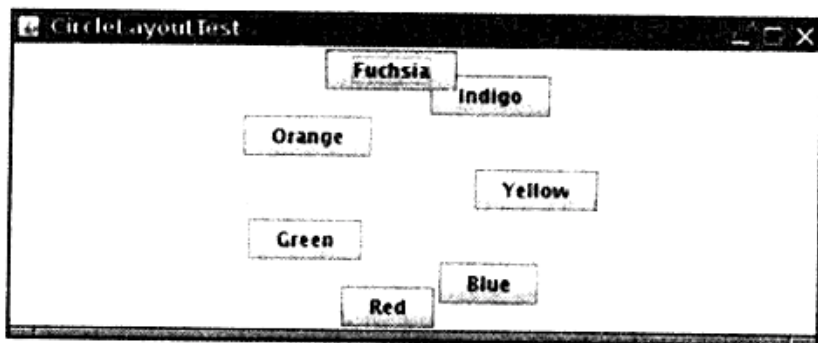 CircleLayoutTest
Fuchsia
Indigo
Orange
Yellow
Green
Blue
Red